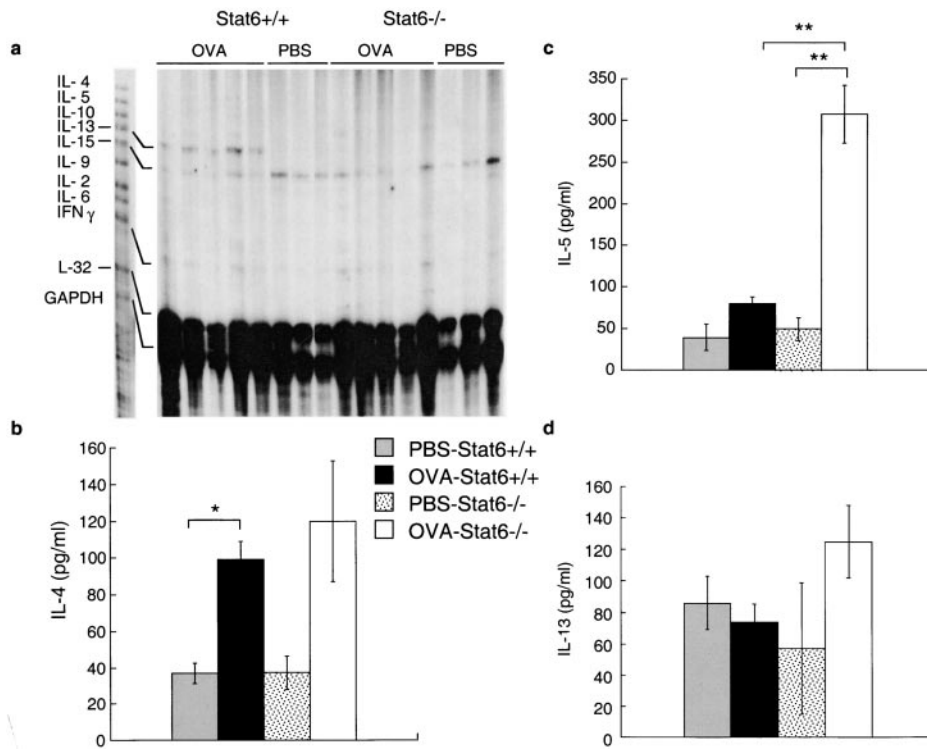 Stat6+/+ Stat6-/-
a
OVA PBS OVA PBS
IL- 4
IL- 5
IL-10
IL-13
IL-15
IL- 9
IL- 2
IL- 6
IFN γ
L-32
GAPDH
c
**
**
350
300
250
200
150
100
50
0
IL-5 (pg/ml)
b
160
140
120
100
80
60
40
20
0
IL-4 (pg/ml)
*
PBS-Stat6+/+
OVA-Stat6+/+
PBS-Stat6-/-
OVA-Stat6-/-
d
160
140
120
100
80
60
40
20
0
IL-13 (pg/ml)